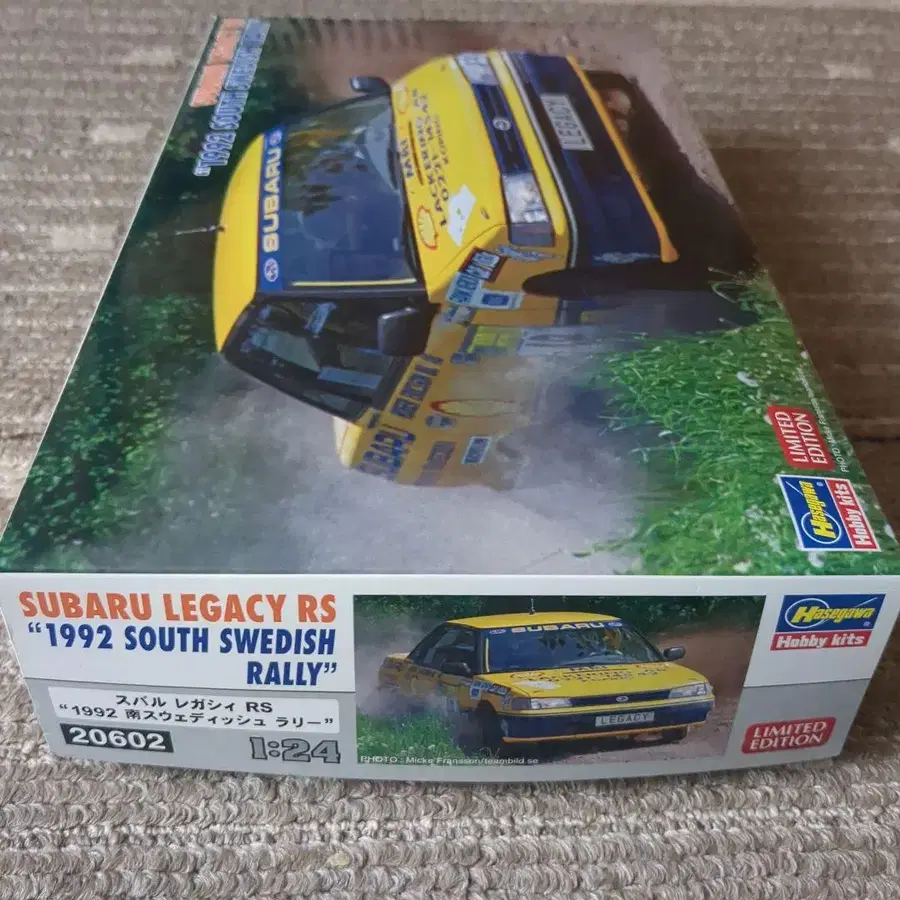 "1992 SOUTH SWEDISH
SUBARU
LEGACY
SUBARU
LIMITED
EDITION
Hasegawa
Hobby kits
SUBARU LEGACY RS
"1992 SOUTH SWEDISH
RALLY"
スバル レガシィ RS
"1992 南スウェディッシュ ラリー"
20602
1:24
SUBARU
LEGACY
PHOTO : Micke Fransson/teambild.se
Hasegawa
Hobby kits
LIMITED
EDITION